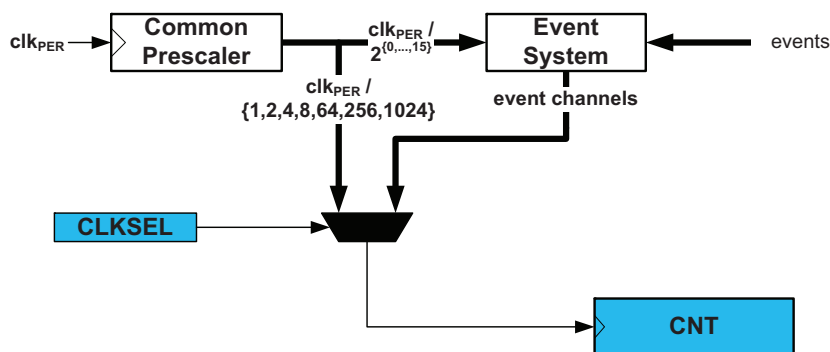 clkPER
Common
Prescaler
clkPER /
2{0,...,15}
Event
System
events
clkPER /
{1,2,4,8,64,256,1024}
event channels
CLKSEL
CNT